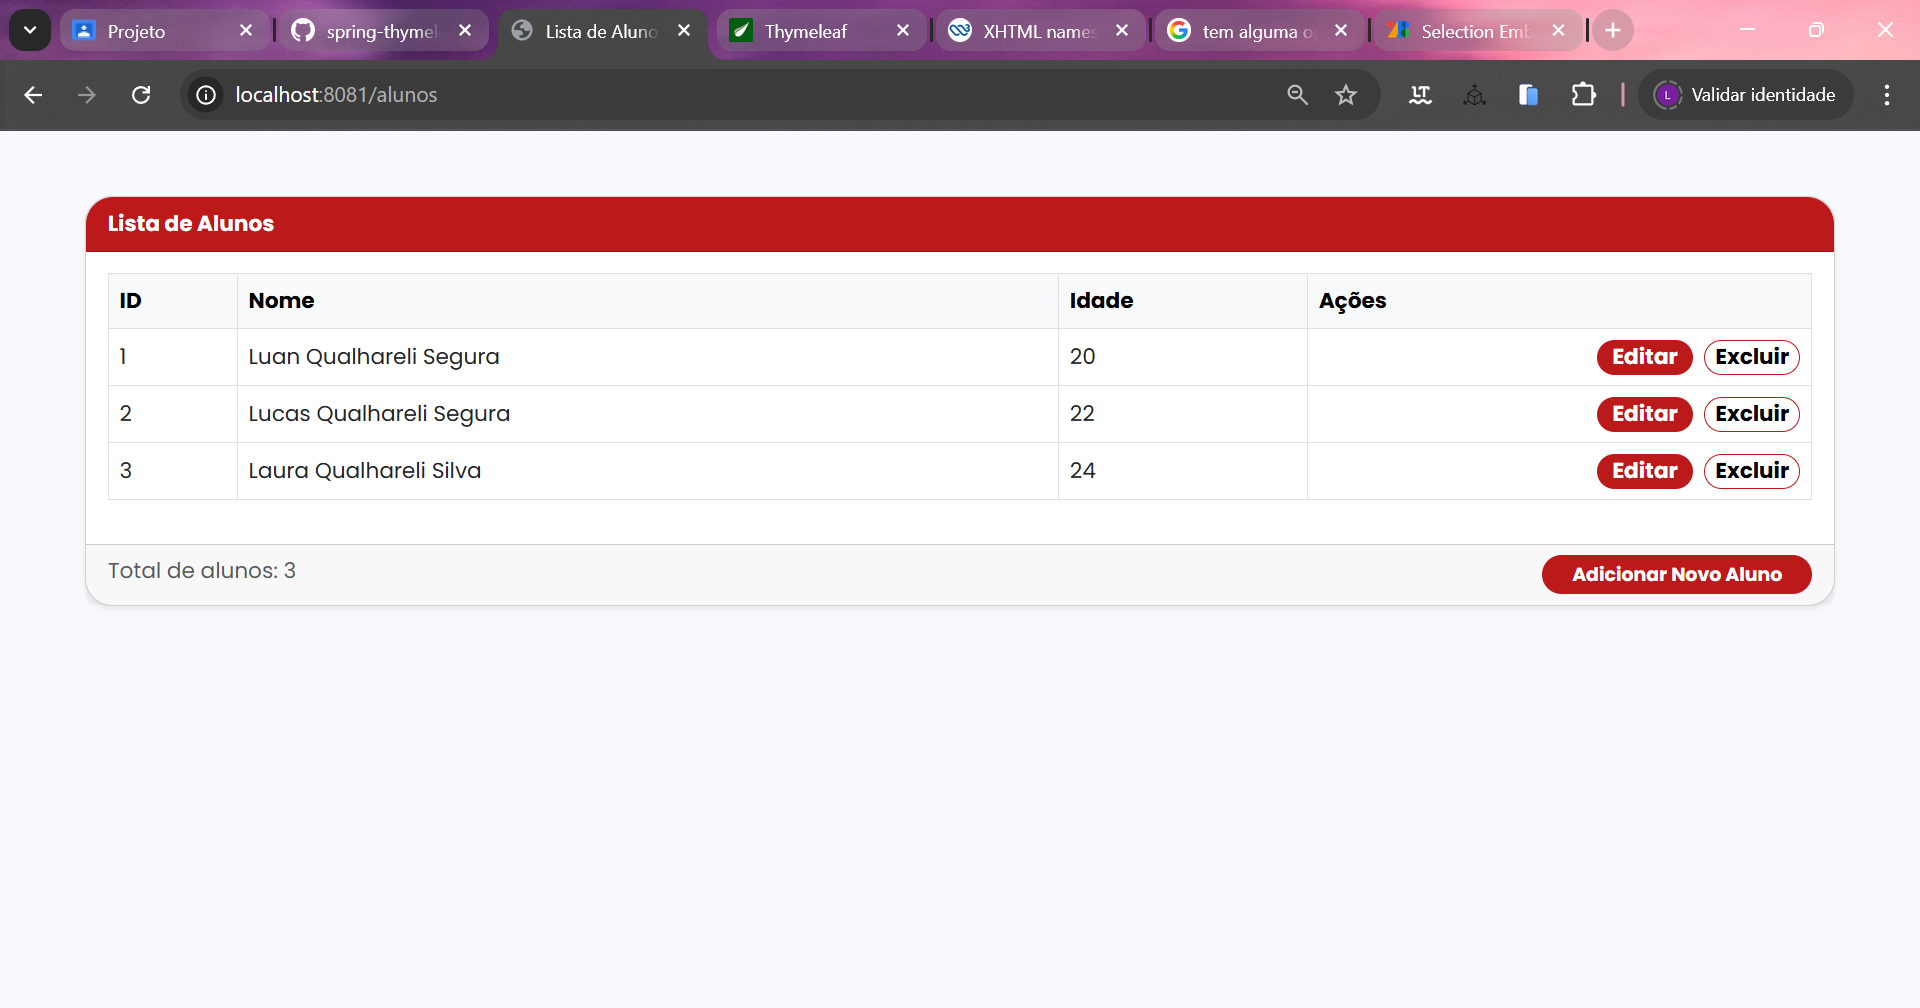 Projeto
spring-thymel
Lista de Aluno
Thymeleaf
XHTML names
tem alguma o
Selection Emb
localhost:8081/alunos
LT
L
Validar identidade
Lista de Alunos
ID Nome Idade Ações
1 Luan Qualhareli Segura 20 Editar Excluir
2 Lucas Qualhareli Segura 22 Editar Excluir
3 Laura Qualhareli Silva 24 Editar Excluir
Total de alunos: 3 Adicionar Novo Aluno